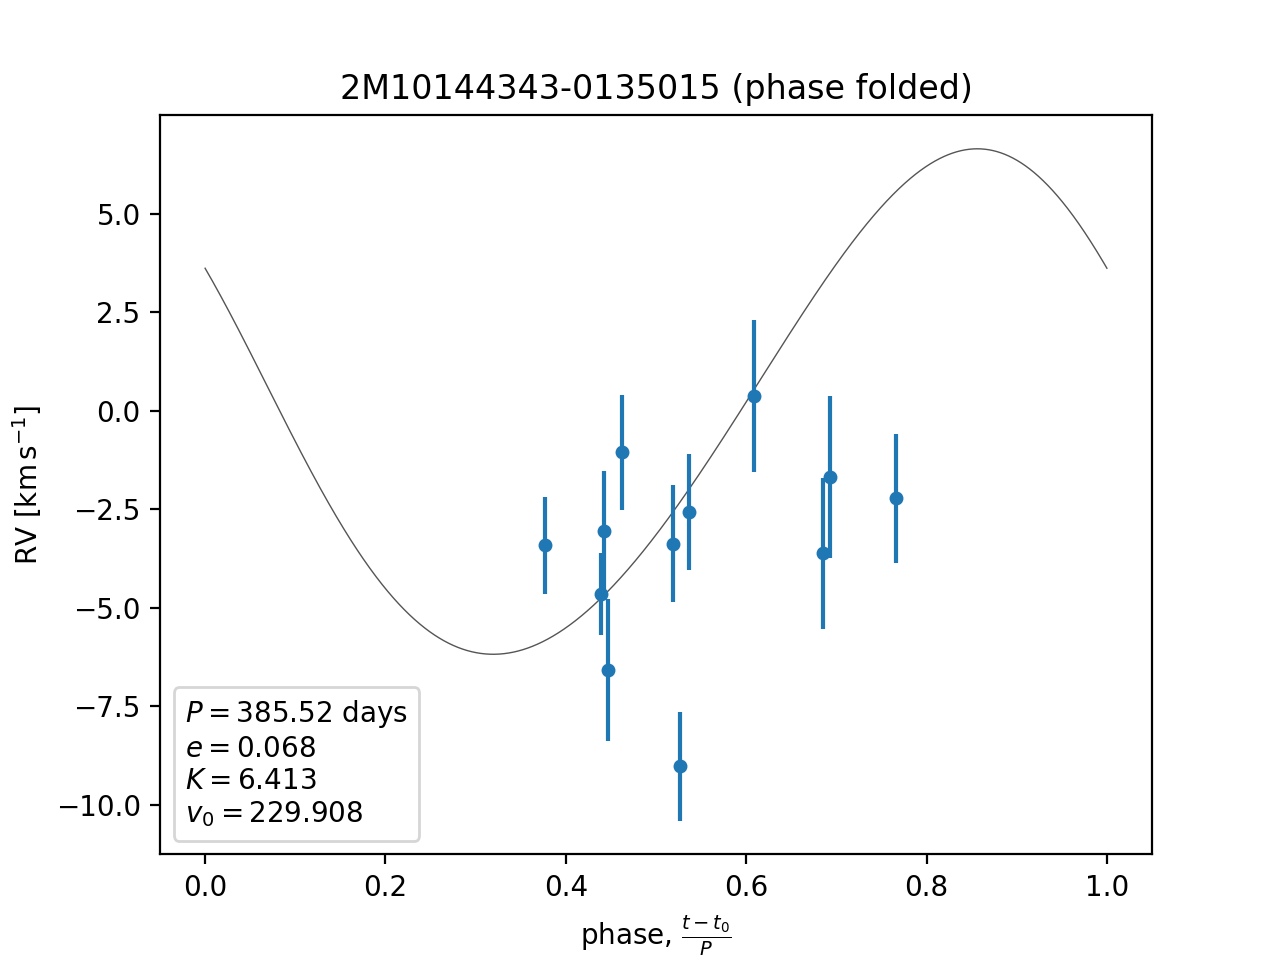 2M10144343-0135015 (phase folded)
RV [km s⁻¹]
5.0
2.5
0.0
−2.5
−5.0
−7.5
−10.0
P = 385.52 days
e = 0.068
K = 6.413
v₀ = 229.908
0.0 0.2 0.4 0.6 0.8 1.0
phase, (t − t₀)/P